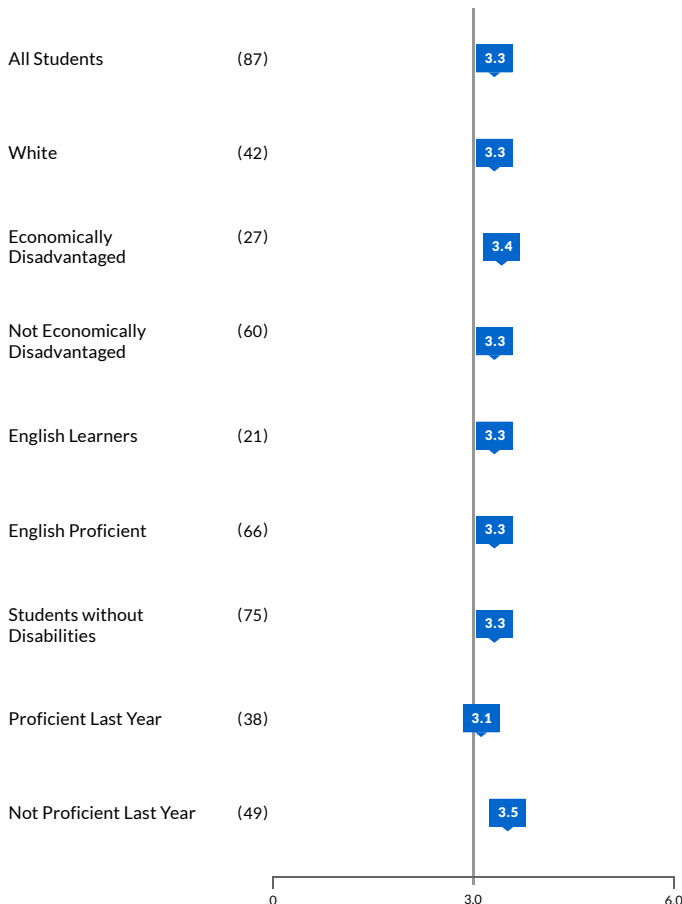 All Students (87) 3.3
White (42) 3.3
Economically (27)
Disadvantaged 3.4
Not Economically (60)
Disadvantaged 3.3
English Learners (21) 3.3
English Proficient (66) 3.3
Students without (75)
Disabilities 3.3
Proficient Last Year (38) 3.1
Not Proficient Last Year (49) 3.5
0 3.0 6.0